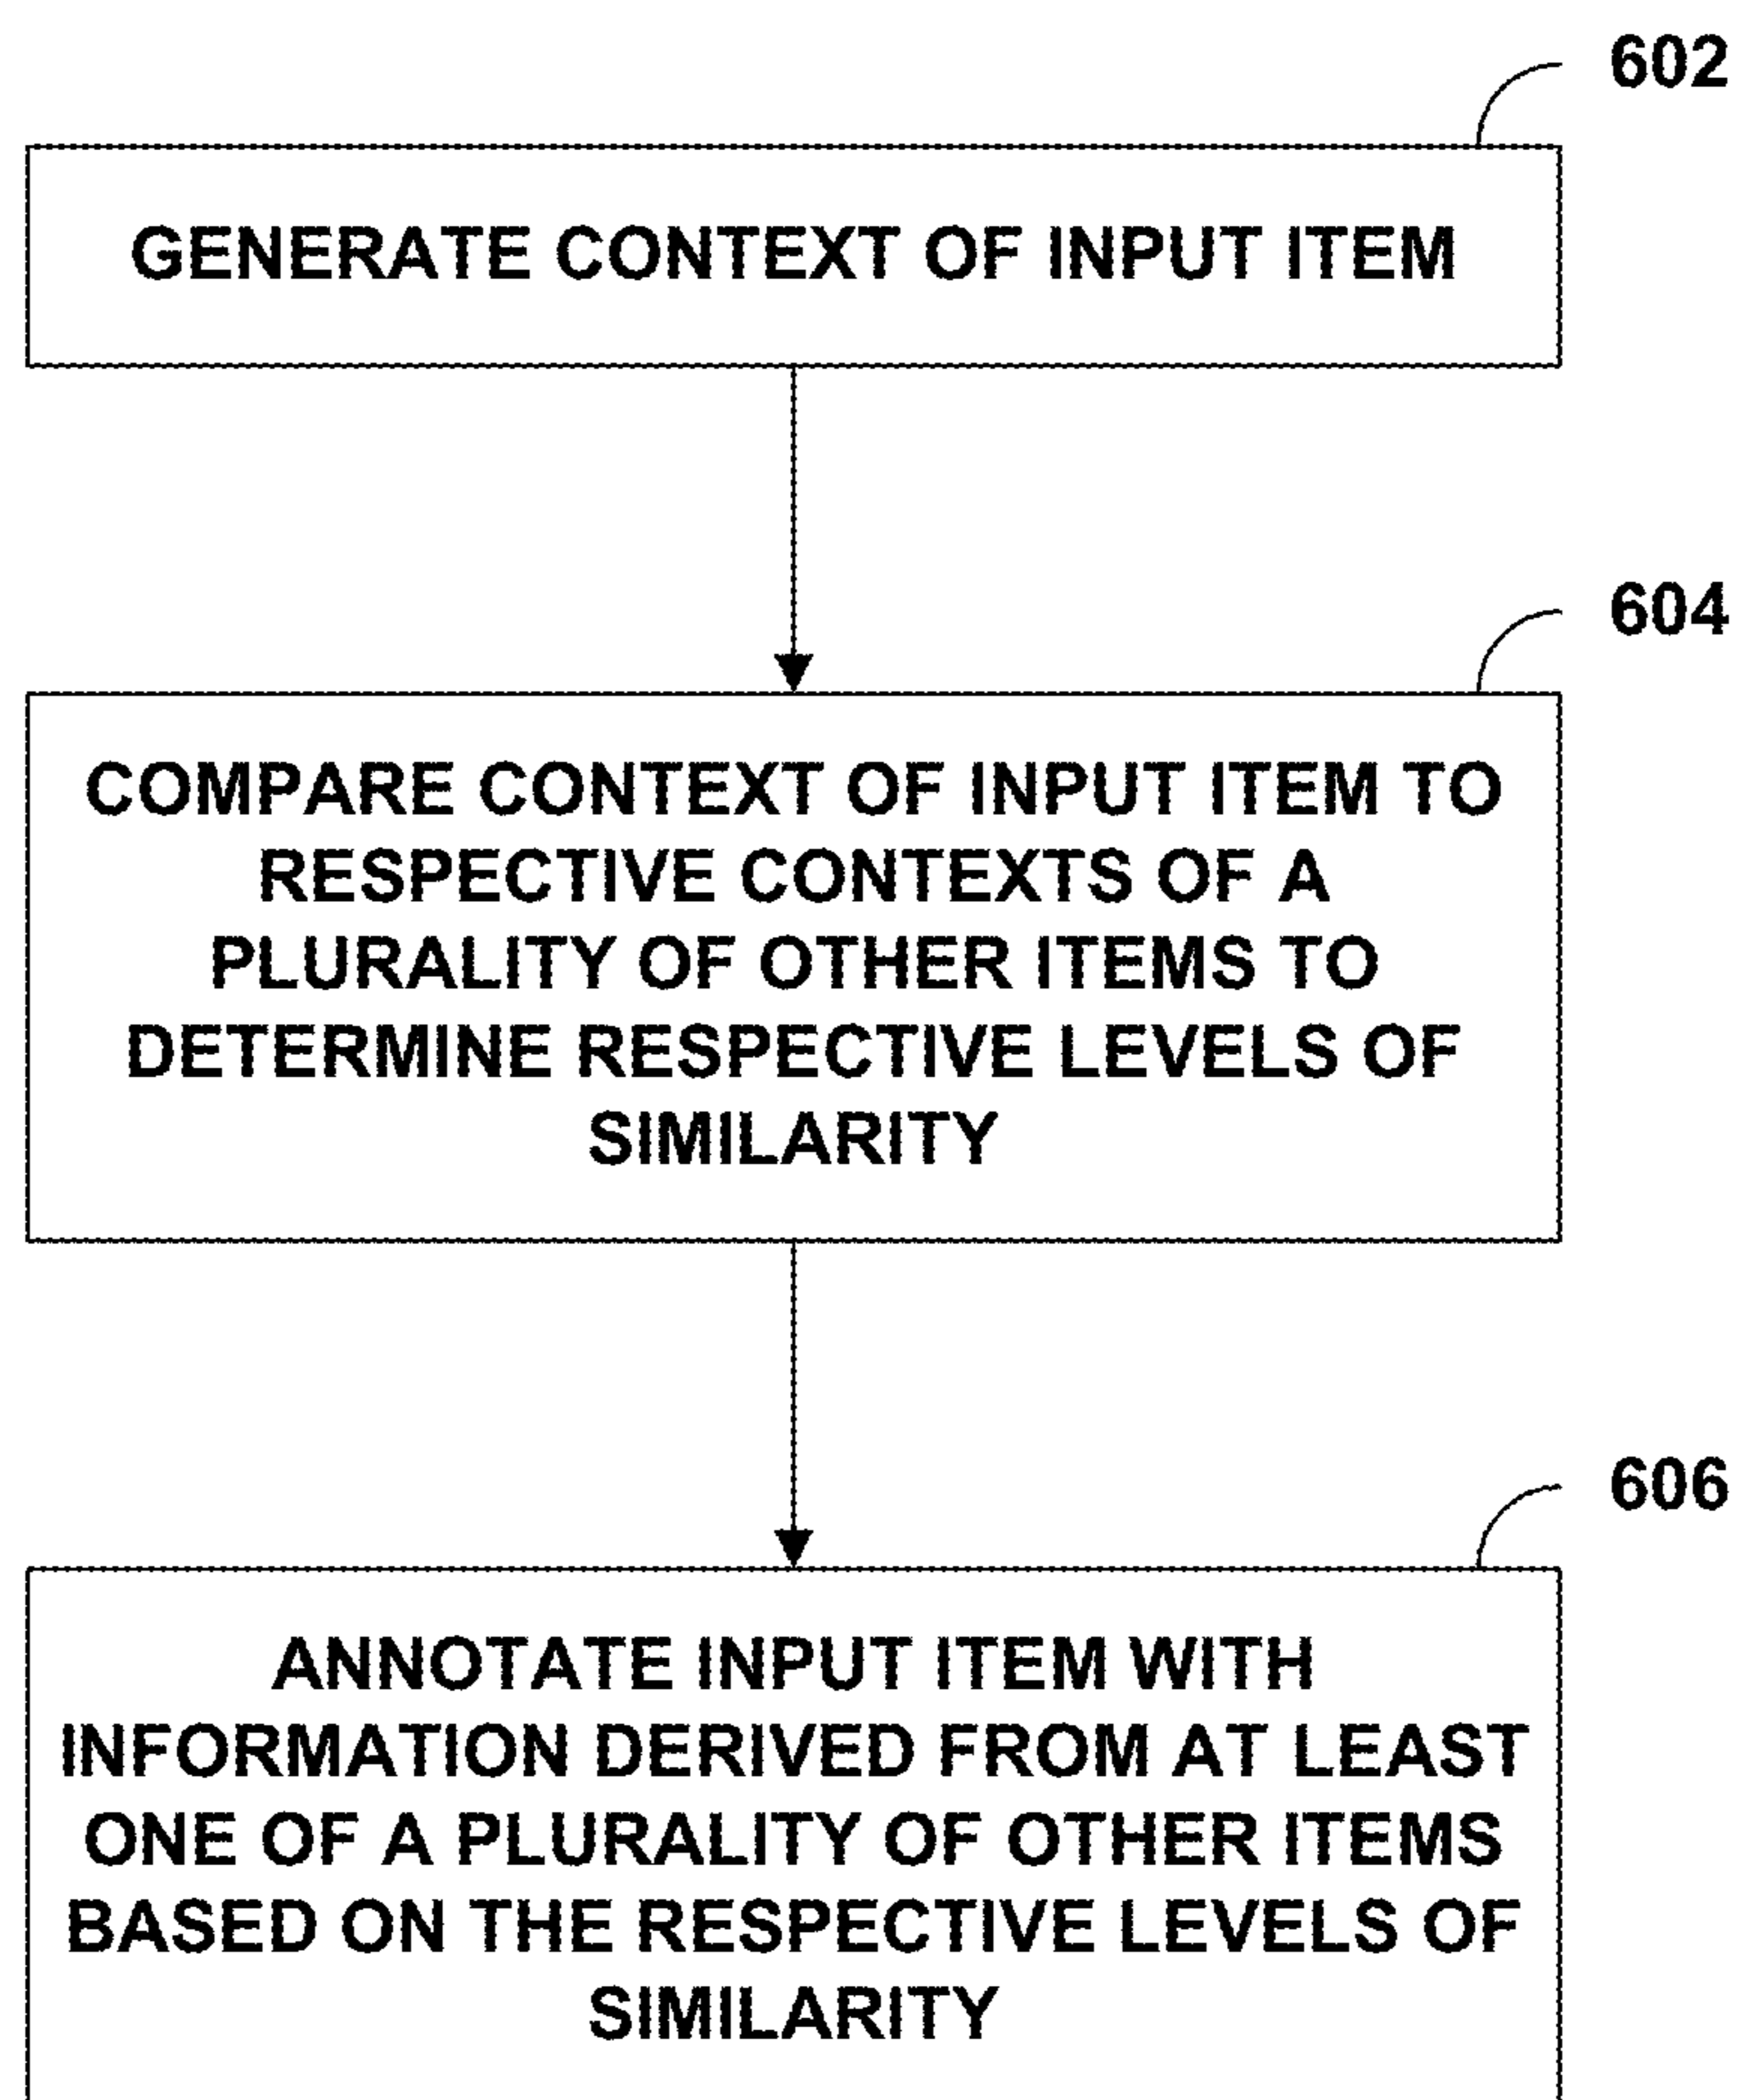 602
GENERATE CONTEXT OF INPUT ITEM
604
COMPARE CONTEXT OF INPUT ITEM TO
RESPECTIVE CONTEXTS OF A
PLURALITY OF OTHER ITEMS TO
DETERMINE RESPECTIVE LEVELS OF
SIMILARITY
606
ANNOTATE INPUT ITEM WITH
INFORMATION DERIVED FROM AT LEAST
ONE OF A PLURALITY OF OTHER ITEMS
BASED ON THE RESPECTIVE LEVELS OF
SIMILARITY